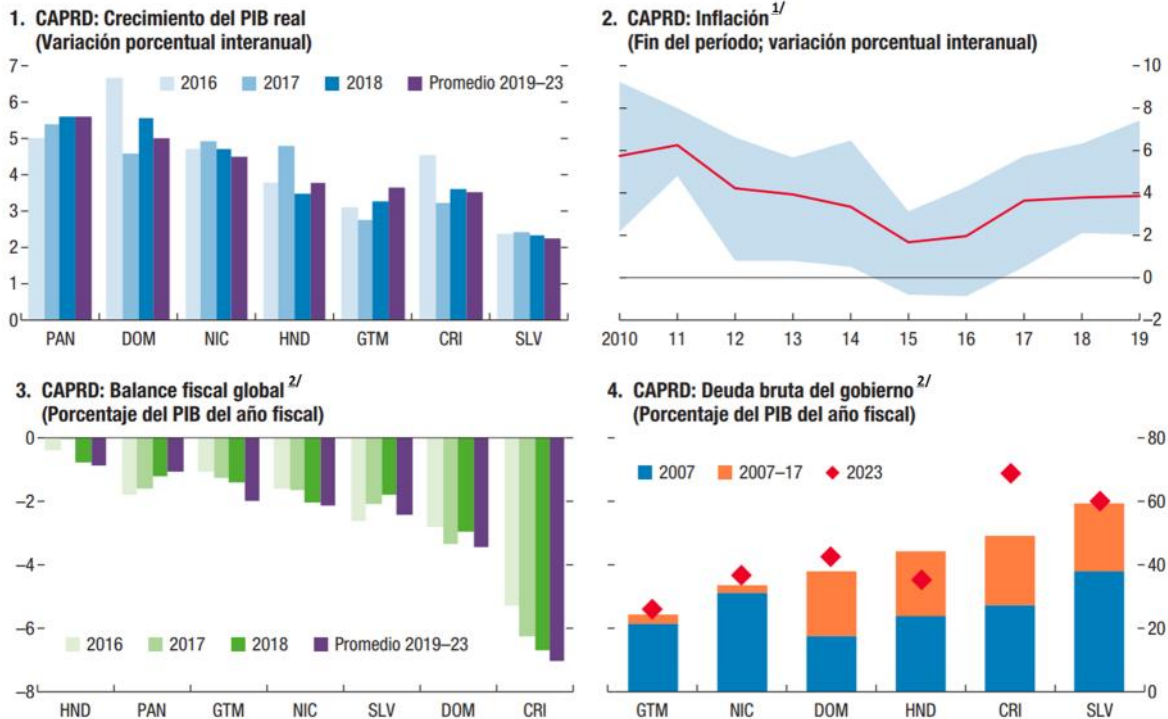 1. CAPRD: Crecimiento del PIB real
(Variación porcentual interanual)
7
6
5
4
3
2
1
0
2016 2017 2018 Promedio 2019–23
PAN DOM NIC HND GTM CRI SLV
2. CAPRD: Inflación 1/
(Fin del período; variación porcentual interanual)
10
8
6
4
2
0
–2
2010 11 12 13 14 15 16 17 18 19
3. CAPRD: Balance fiscal global 2/
(Porcentaje del PIB del año fiscal)
0
–2
–4
–6
–8
2016 2017 2018 Promedio 2019–23
HND PAN GTM NIC SLV DOM CRI
4. CAPRD: Deuda bruta del gobierno 2/
(Porcentaje del PIB del año fiscal)
80
60
40
20
0
2007 2007–17 2023
GTM NIC DOM HND CRI SLV